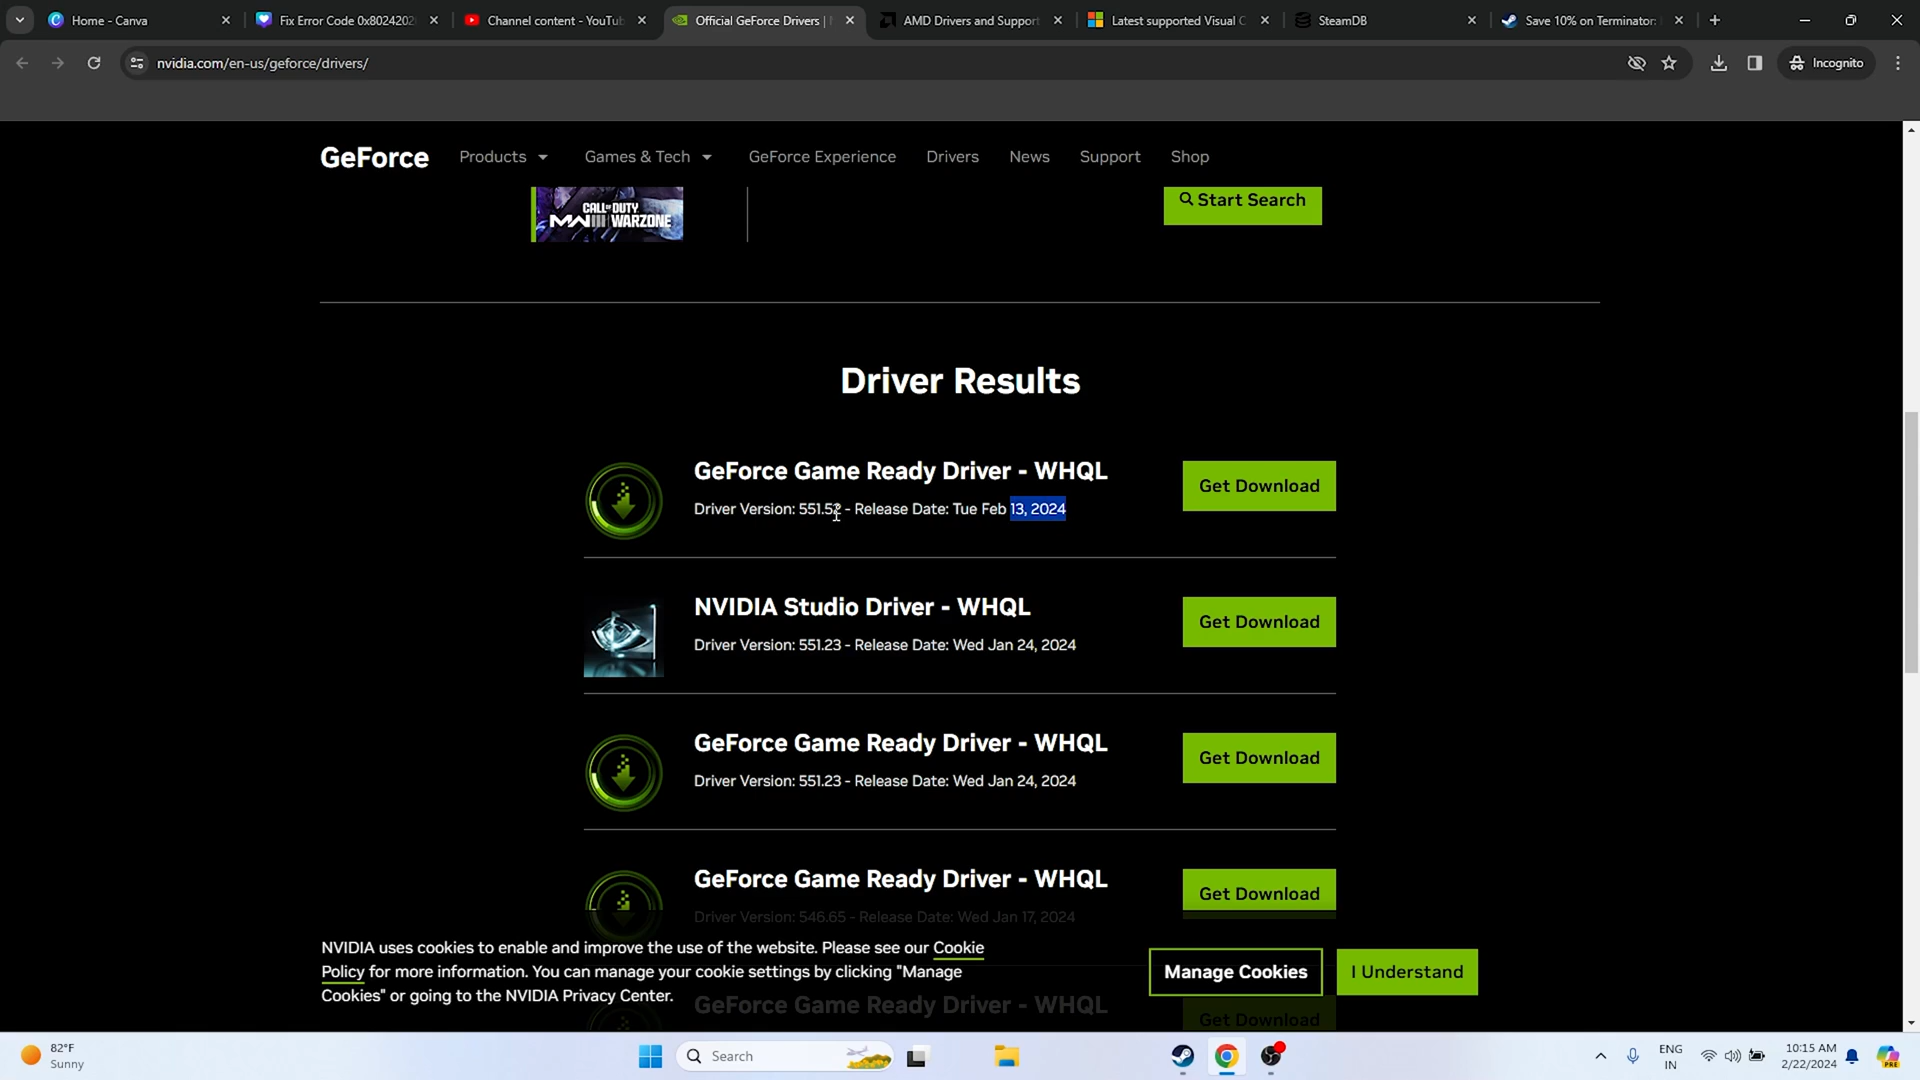 Home - Canva
Fix Error Code 0x8024202
Channel content - YouTub
Official GeForce Drivers |
AMD Drivers and Support
Latest supported Visual C
SteamDB
Save 10% on Terminator:
nvidia.com/en-us/geforce/drivers/
Incognito
GeForce
Products
Games & Tech
GeForce Experience
Drivers
News
Support
Shop
CALL OF DUTY
MWIII WARZONE
Start Search
Driver Results
GeForce Game Ready Driver - WHQL
Driver Version: 551.52 - Release Date: Tue Feb 13, 2024
Get Download
NVIDIA Studio Driver - WHQL
Driver Version: 551.23 - Release Date: Wed Jan 24, 2024
Get Download
GeForce Game Ready Driver - WHQL
Driver Version: 551.23 - Release Date: Wed Jan 24, 2024
Get Download
GeForce Game Ready Driver - WHQL
Driver Version: 546.65 - Release Date: Wed Jan 17, 2024
Get Download
NVIDIA uses cookies to enable and improve the use of the website. Please see our Cookie
Policy for more information. You can manage your cookie settings by clicking "Manage
Cookies" or going to the NVIDIA Privacy Center.
Manage Cookies
I Understand
GeForce Game Ready Driver - WHQL
Get Download
82°F
Sunny
Search
ENG
IN
10:15 AM
2/22/2024
PRE